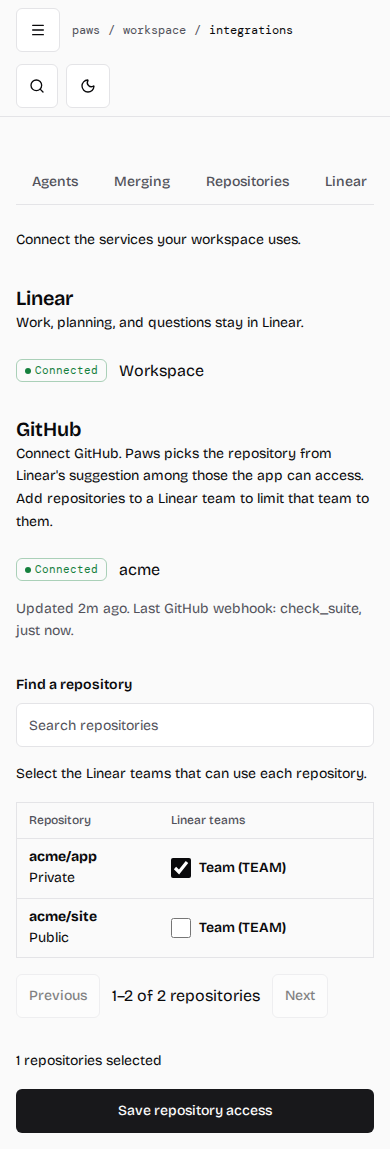 paws / workspace / integrations
Agents Merging Repositories Linear
Connect the services your workspace uses.
Linear
Work, planning, and questions stay in Linear.
Connected Workspace
GitHub
Connect GitHub. Paws picks the repository from
Linear's suggestion among those the app can access.
Add repositories to a Linear team to limit that team to
them.
Connected acme
Updated 2m ago. Last GitHub webhook: check_suite,
just now.
Find a repository
Search repositories
Select the Linear teams that can use each repository.
Repository Linear teams
acme/app
Private
Team (TEAM)
acme/site
Public
Team (TEAM)
Previous 1–2 of 2 repositories Next
1 repositories selected
Save repository access